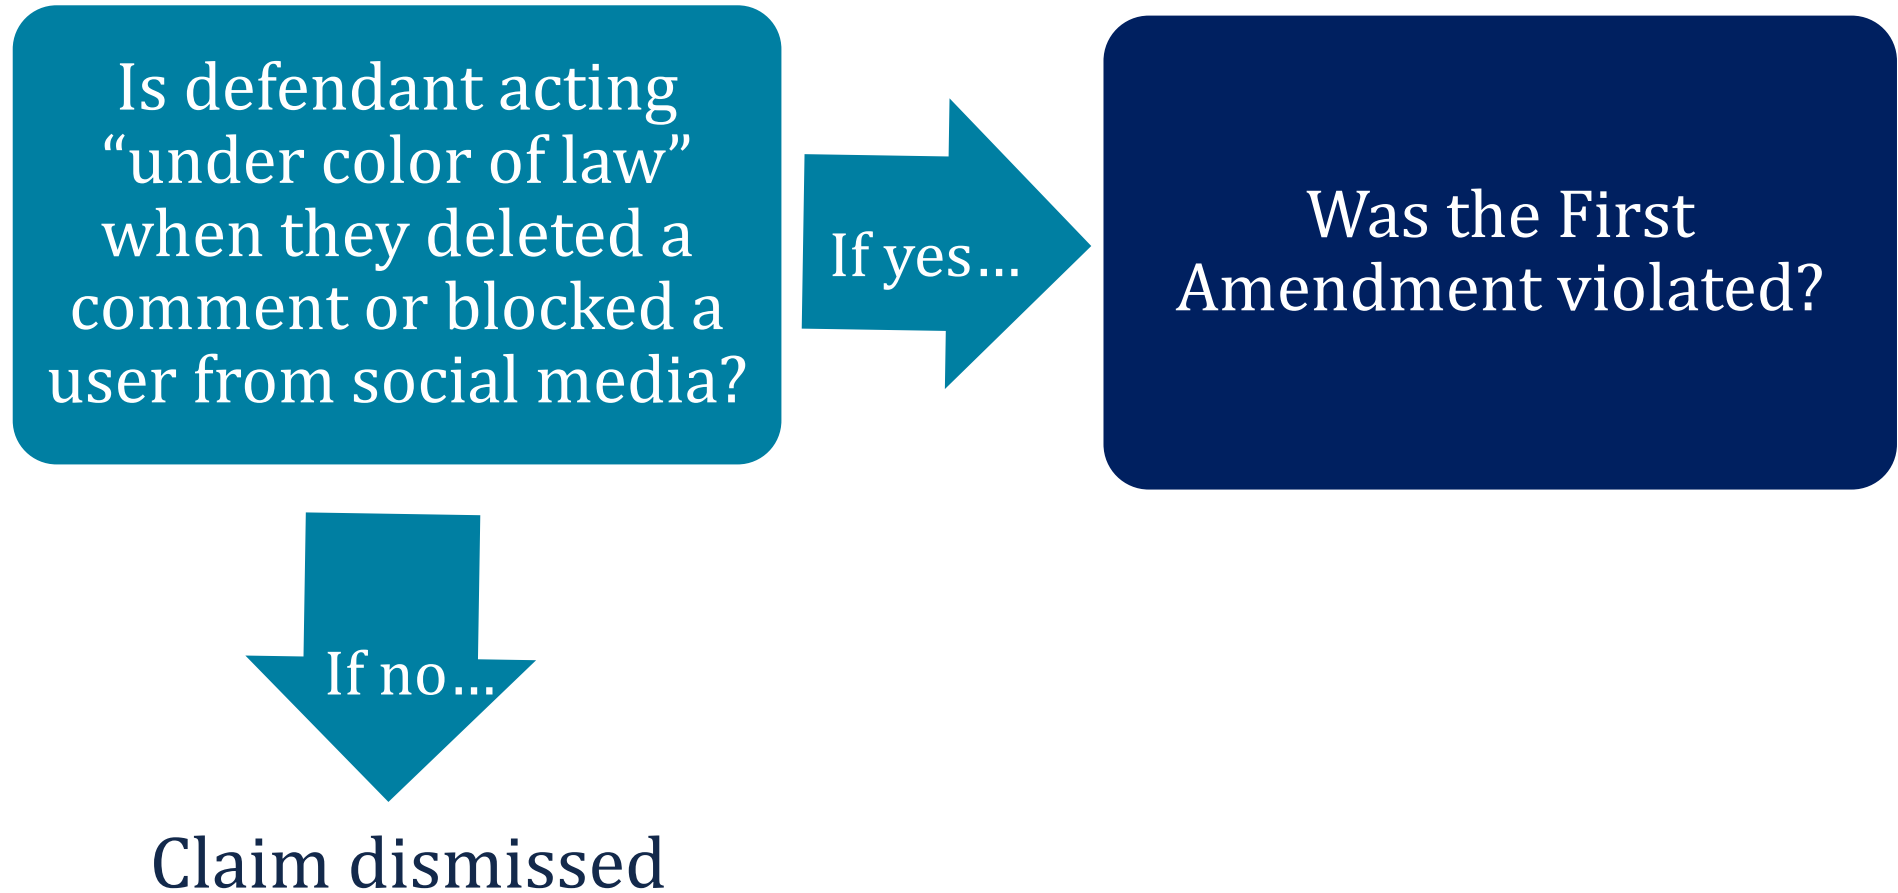 Is defendant acting
“under color of law”
when they deleted a
comment or blocked a
user from social media?
If yes…
Was the First
Amendment violated?
If no…
Claim dismissed